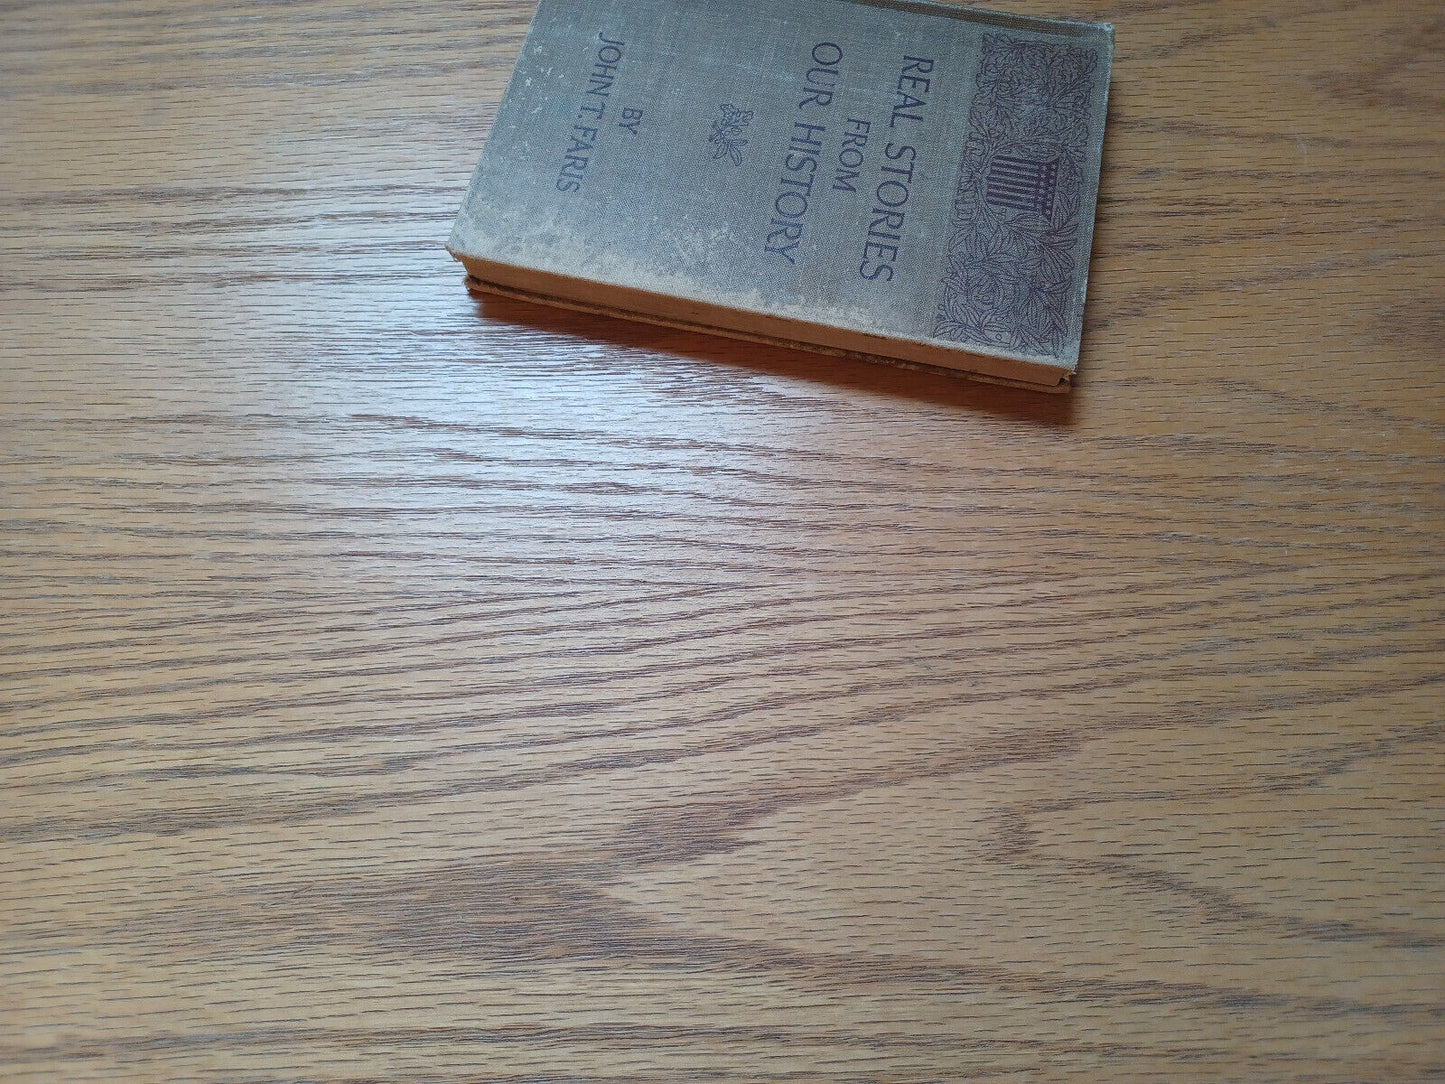 REAL STORIES
FROM
OUR HISTORY
BY
JOHN T. FARIS